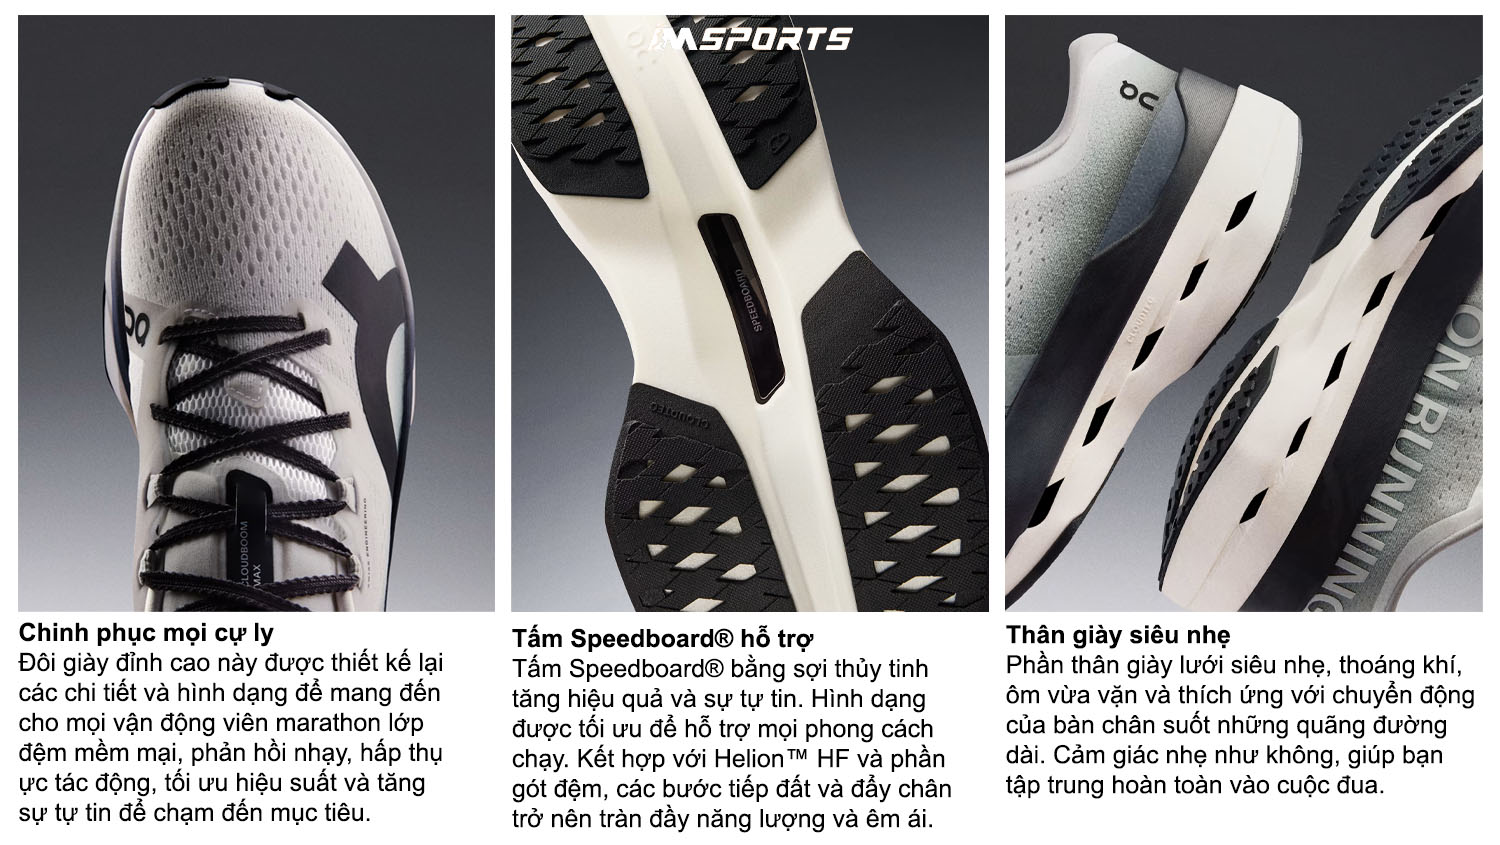 MSPORTS
SPEEDBOARD
CLOUDTEC
CLOUDBOOM
MAX
ON RUNNING
Chinh phục mọi cự ly
Đôi giày đỉnh cao này được thiết kế lại
các chi tiết và hình dạng để mang đến
cho mọi vận động viên marathon lớp
đệm mềm mại, phản hồi nhạy, hấp thụ
ực tác động, tối ưu hiệu suất và tăng
sự tự tin để chạm đến mục tiêu.
Tấm Speedboard® hỗ trợ
Tấm Speedboard® bằng sợi thủy tinh
tăng hiệu quả và sự tự tin. Hình dạng
được tối ưu để hỗ trợ mọi phong cách
chạy. Kết hợp với Helion™ HF và phần
gót đệm, các bước tiếp đất và đẩy chân
trở nên tràn đầy năng lượng và êm ái.
Thân giày siêu nhẹ
Phần thân giày lưới siêu nhẹ, thoáng khí,
ôm vừa vặn và thích ứng với chuyển động
của bàn chân suốt những quãng đường
dài. Cảm giác nhẹ như không, giúp bạn
tập trung hoàn toàn vào cuộc đua.